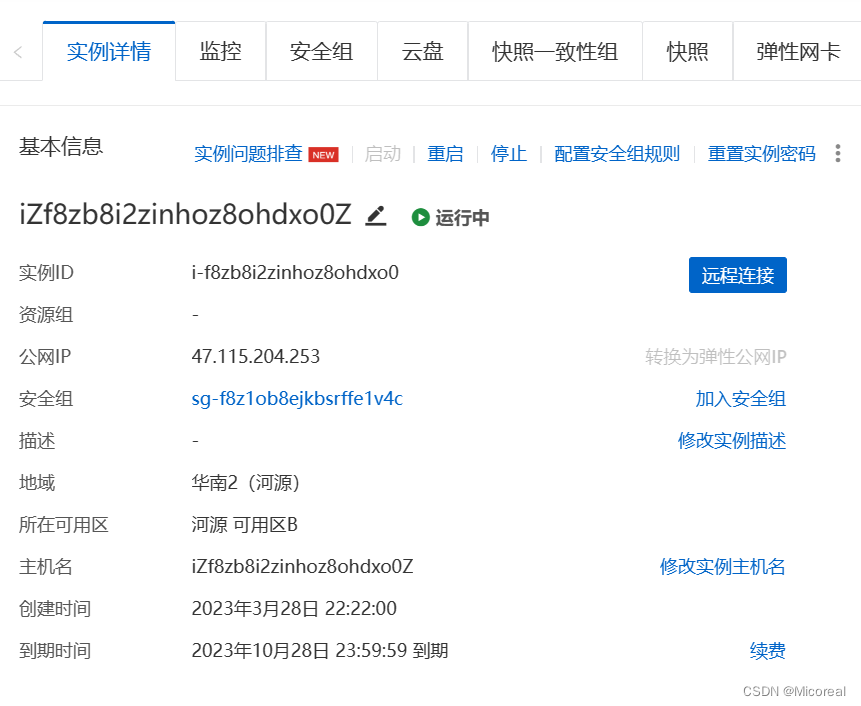 实例详情 监控 安全组 云盘 快照一致性组 快照 弹性网卡
基本信息 实例问题排查 NEW 启动 重启 停止 配置安全组规则 重置实例密码
iZf8zb8i2zinhoz8ohdxo0Z 运行中
实例ID i-f8zb8i2zinhoz8ohdxo0 远程连接
资源组 -
公网IP 47.115.204.253 转换为弹性公网IP
安全组 sg-f8z1ob8ejkbsrffe1v4c 加入安全组
描述 - 修改实例描述
地域 华南2（河源）
所在可用区 河源 可用区B
主机名 iZf8zb8i2zinhoz8ohdxo0Z 修改实例主机名
创建时间 2023年3月28日 22:22:00
到期时间 2023年10月28日 23:59:59 到期 续费
CSDN @Micoreal